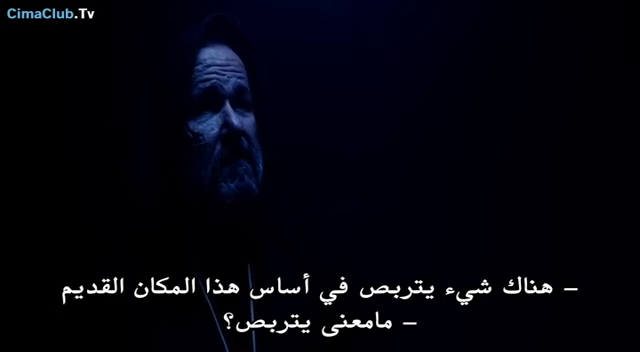 CimaClub.Tv
- هناك شيء يتربص في أساس هذا المكان القديم
- مامعنى يتربص؟